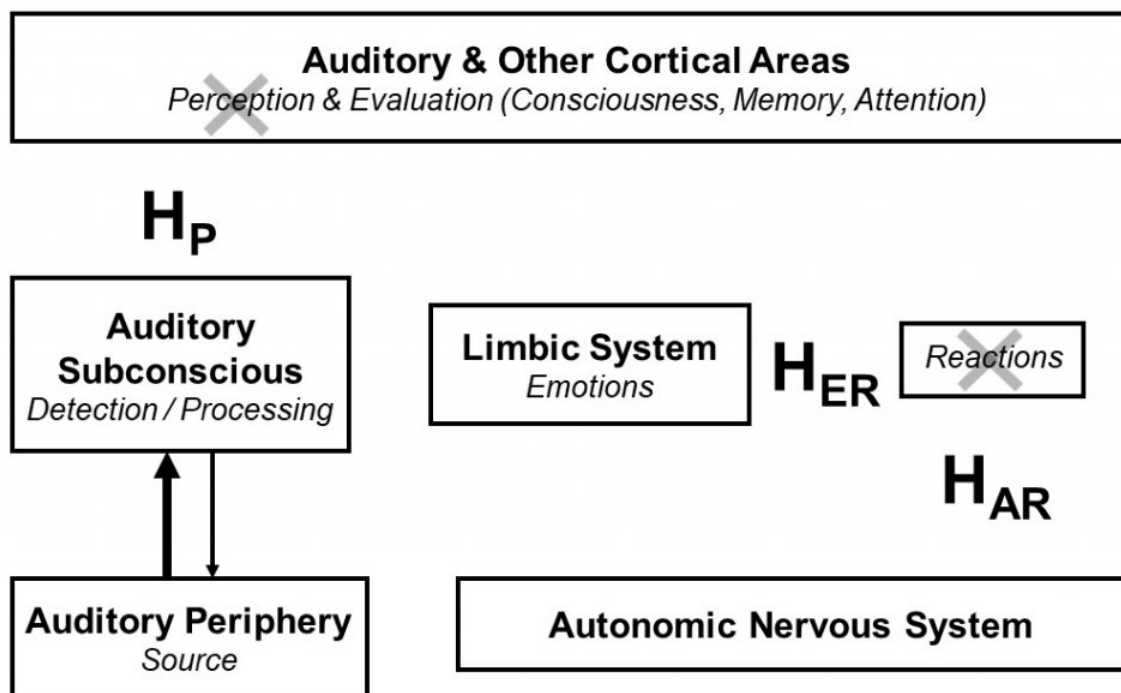 Auditory & Other Cortical Areas
Perception & Evaluation (Consciousness, Memory, Attention)
HP
Auditory
Subconscious
Detection / Processing
Limbic System
Emotions
HER
Reactions
HAR
Auditory Periphery
Source
Autonomic Nervous System